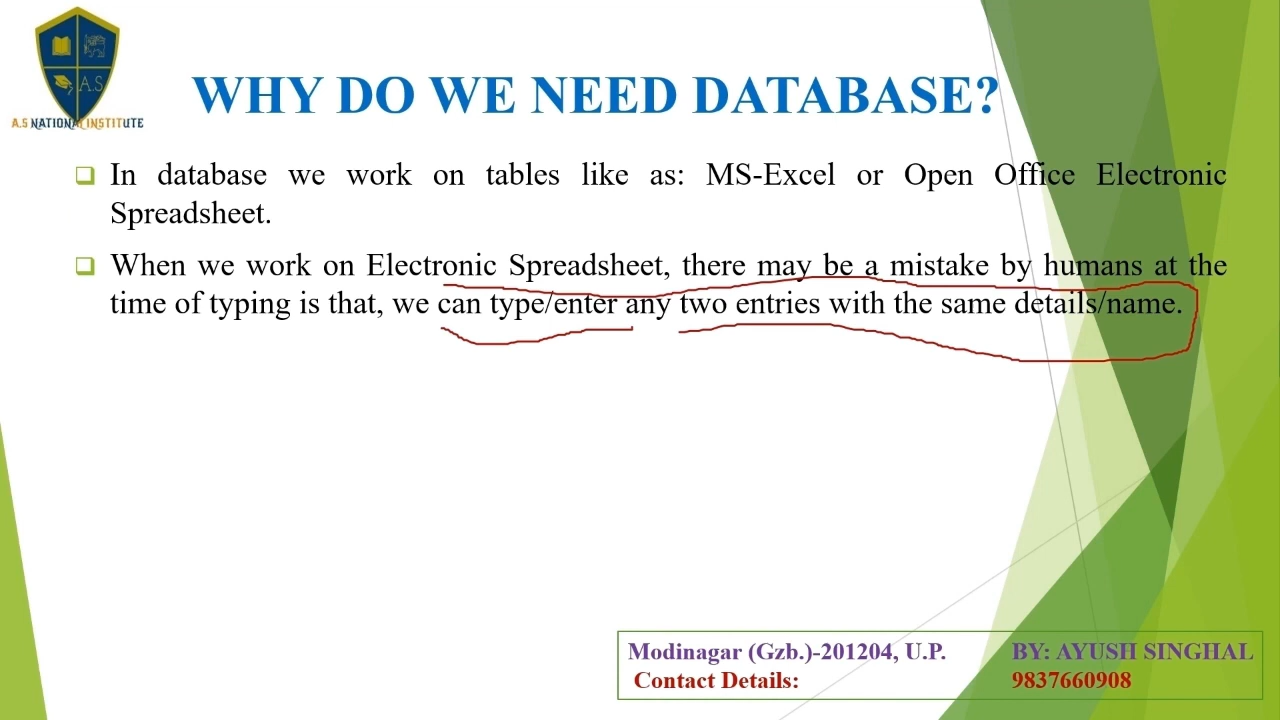 A.S
A.S NATIONAL INSTITUTE
WHY DO WE NEED DATABASE?
In database we work on tables like as: MS-Excel or Open Office Electronic
Spreadsheet.
When we work on Electronic Spreadsheet, there may be a mistake by humans at the
time of typing is that, we can type/enter any two entries with the same details/name.
Modinagar (Gzb.)-201204, U.P. BY: AYUSH SINGHAL
Contact Details: 9837660908